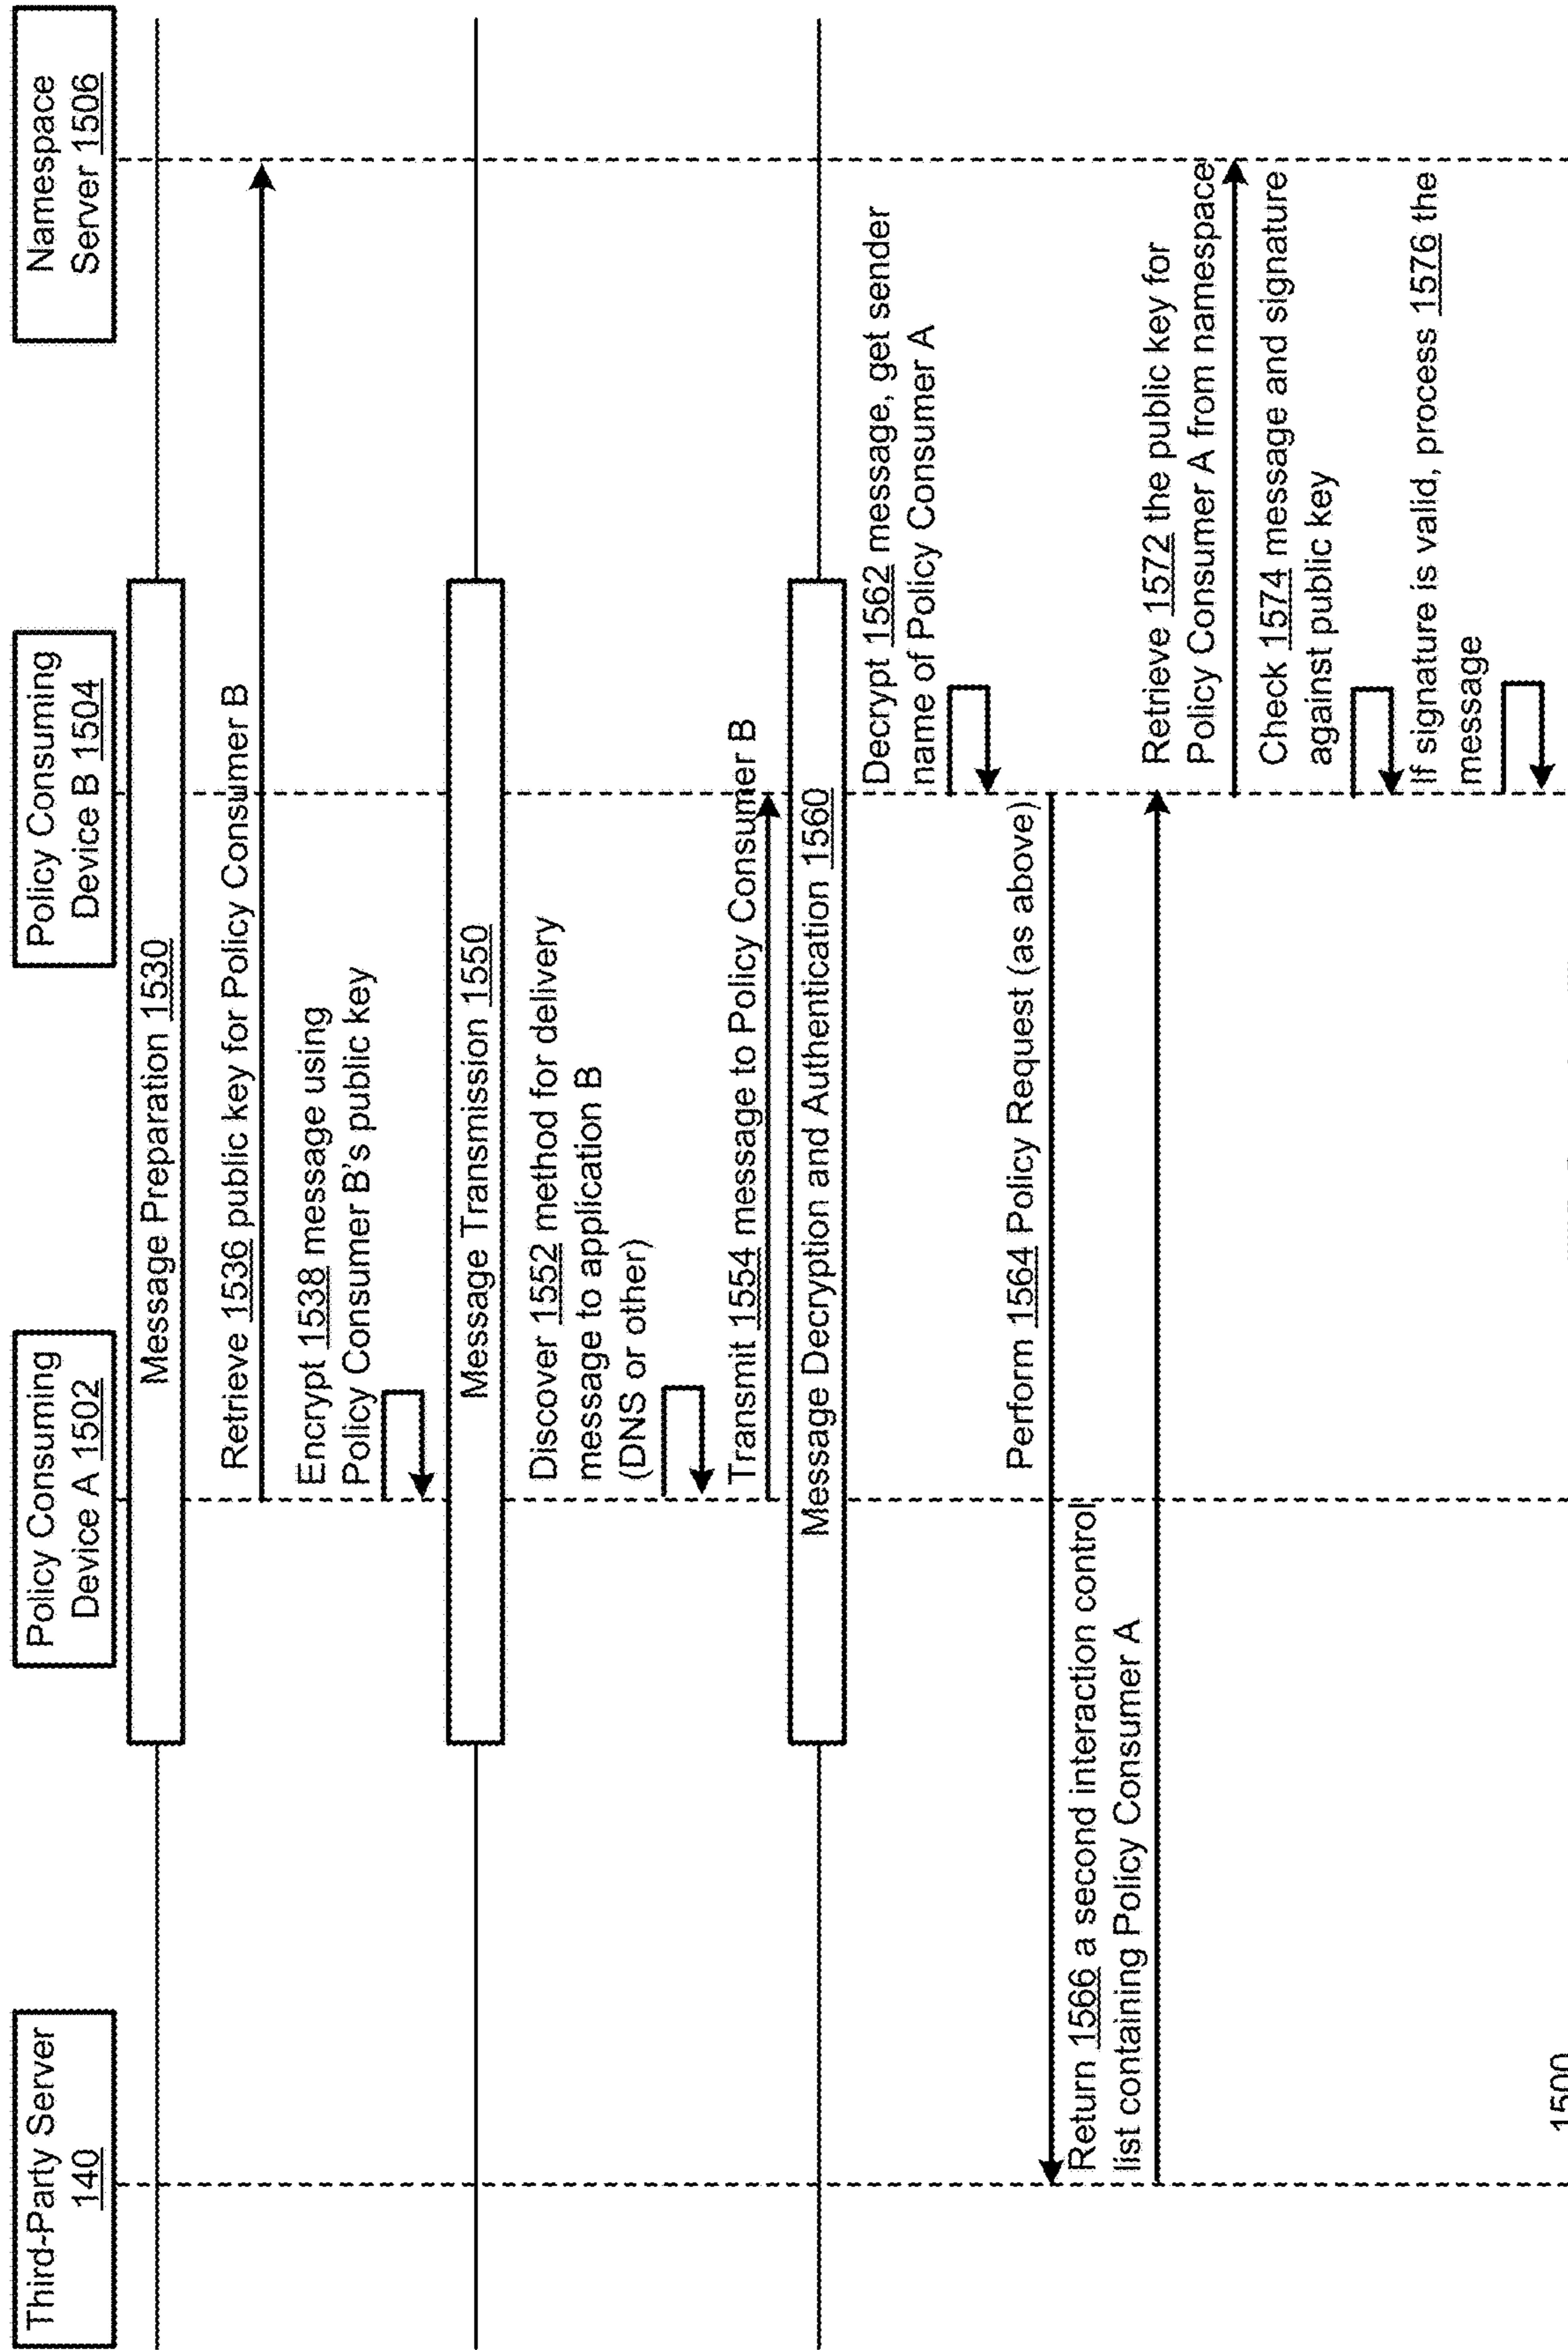 Third-Party Server
140
Policy Consuming
Device A 1502
Policy Consuming
Device B 1504
Namespace
Server 1506
Message Preparation 1530
Retrieve 1536 public key for Policy Consumer B
Encrypt 1538 message using
Policy Consumer B's public key
Message Transmission 1550
Discover 1552 method for delivery
message to application B
(DNS or other)
Transmit 1554 message to Policy Consumer B
Message Decryption and Authentication 1560
Decrypt 1562 message, get sender
name of Policy Consumer A
Perform 1564 Policy Request (as above)
Return 1566 a second interaction control
list containing Policy Consumer A
Retrieve 1572 the public key for
Policy Consumer A from namespace
Check 1574 message and signature
against public key
If signature is valid, process 1576 the
message
1500